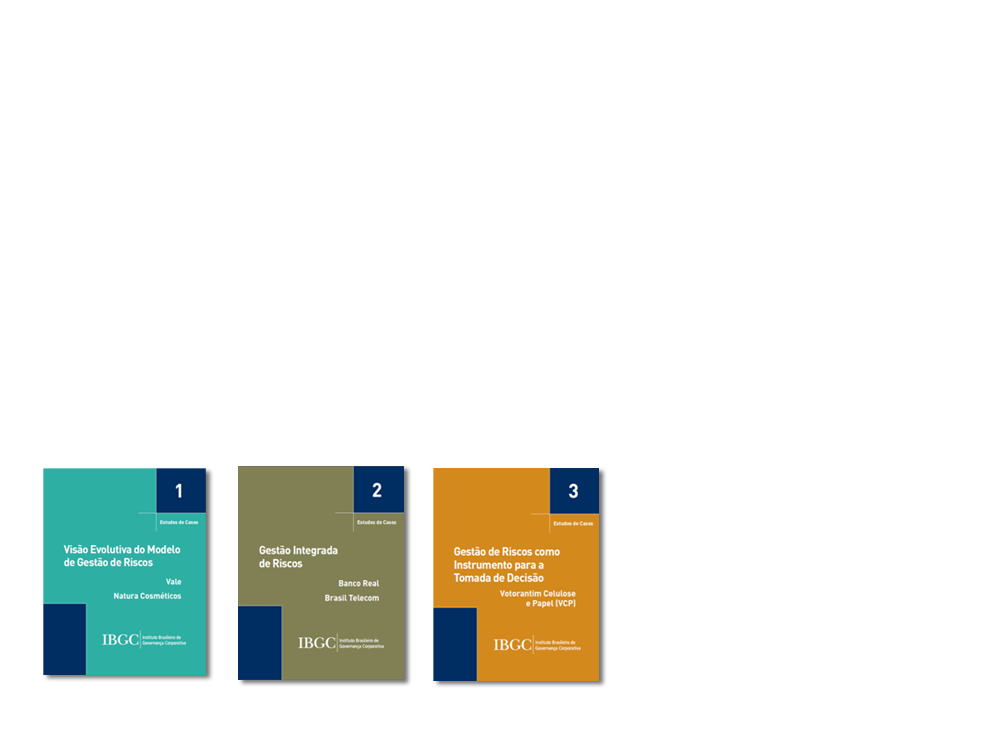 1
Estudos de Casos
Visão Evolutiva do Modelo
de Gestão de Riscos
Vale
Natura Cosméticos
IBGC
Instituto Brasileiro de
Governança Corporativa
2
Estudos de Casos
Gestão Integrada
de Riscos
Banco Real
Brasil Telecom
IBGC
Instituto Brasileiro de
Governança Corporativa
3
Estudos de Casos
Gestão de Riscos como
Instrumento para a
Tomada de Decisão
Votorantim Celulose
e Papel (VCP)
IBGC
Instituto Brasileiro de
Governança Corporativa